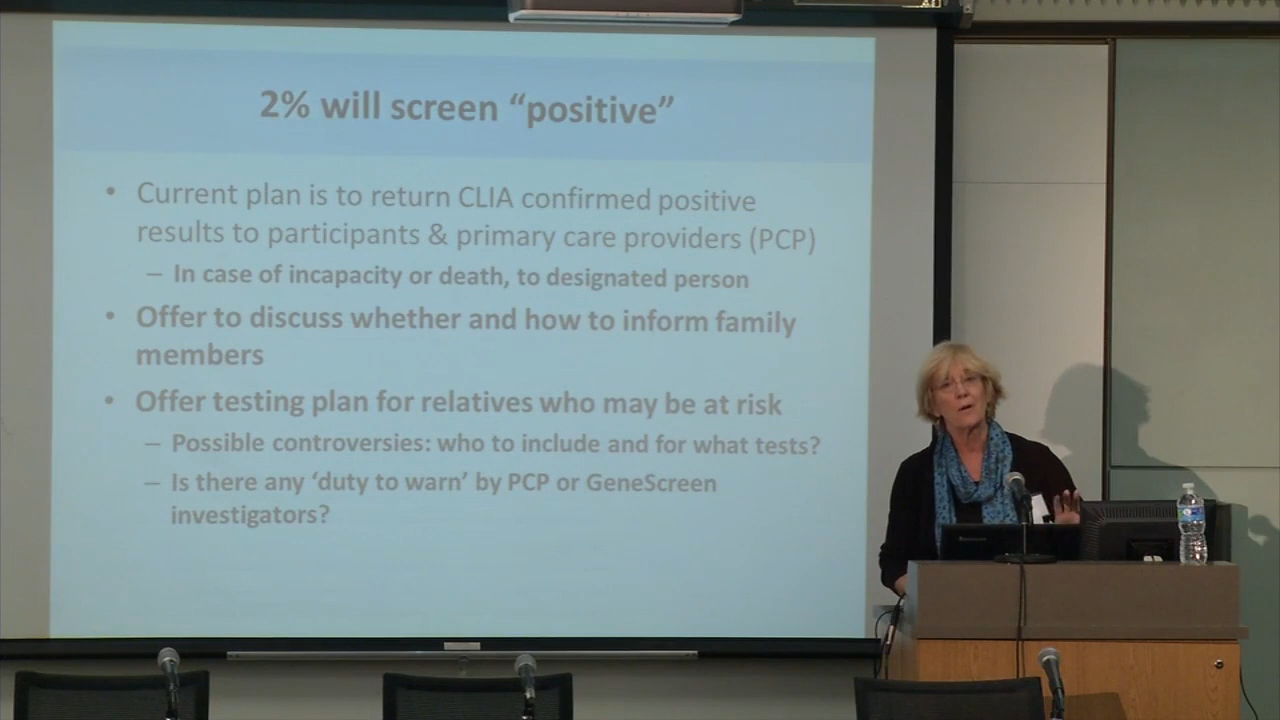 2% will screen “positive”
• Current plan is to return CLIA confirmed positive
results to participants & primary care providers (PCP)
– In case of incapacity or death, to designated person
• Offer to discuss whether and how to inform family
members
• Offer testing plan for relatives who may be at risk
– Possible controversies: who to include and for what tests?
– Is there any ‘duty to warn’ by PCP or GeneScreen
investigators?